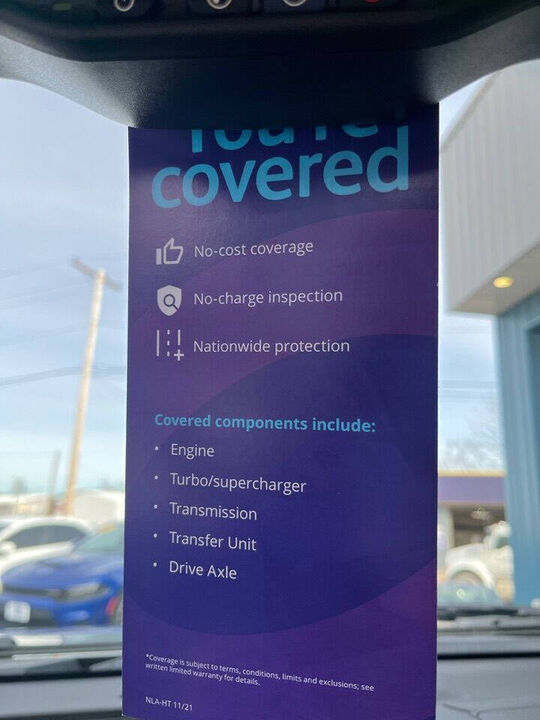 You're
covered
No-cost coverage
No-charge inspection
Nationwide protection
Covered components include:
• Engine
• Turbo/supercharger
• Transmission
• Transfer Unit
• Drive Axle
*Coverage is subject to terms, conditions, limits and exclusions; see
written limited warranty for details.
NLA-HT 11/21